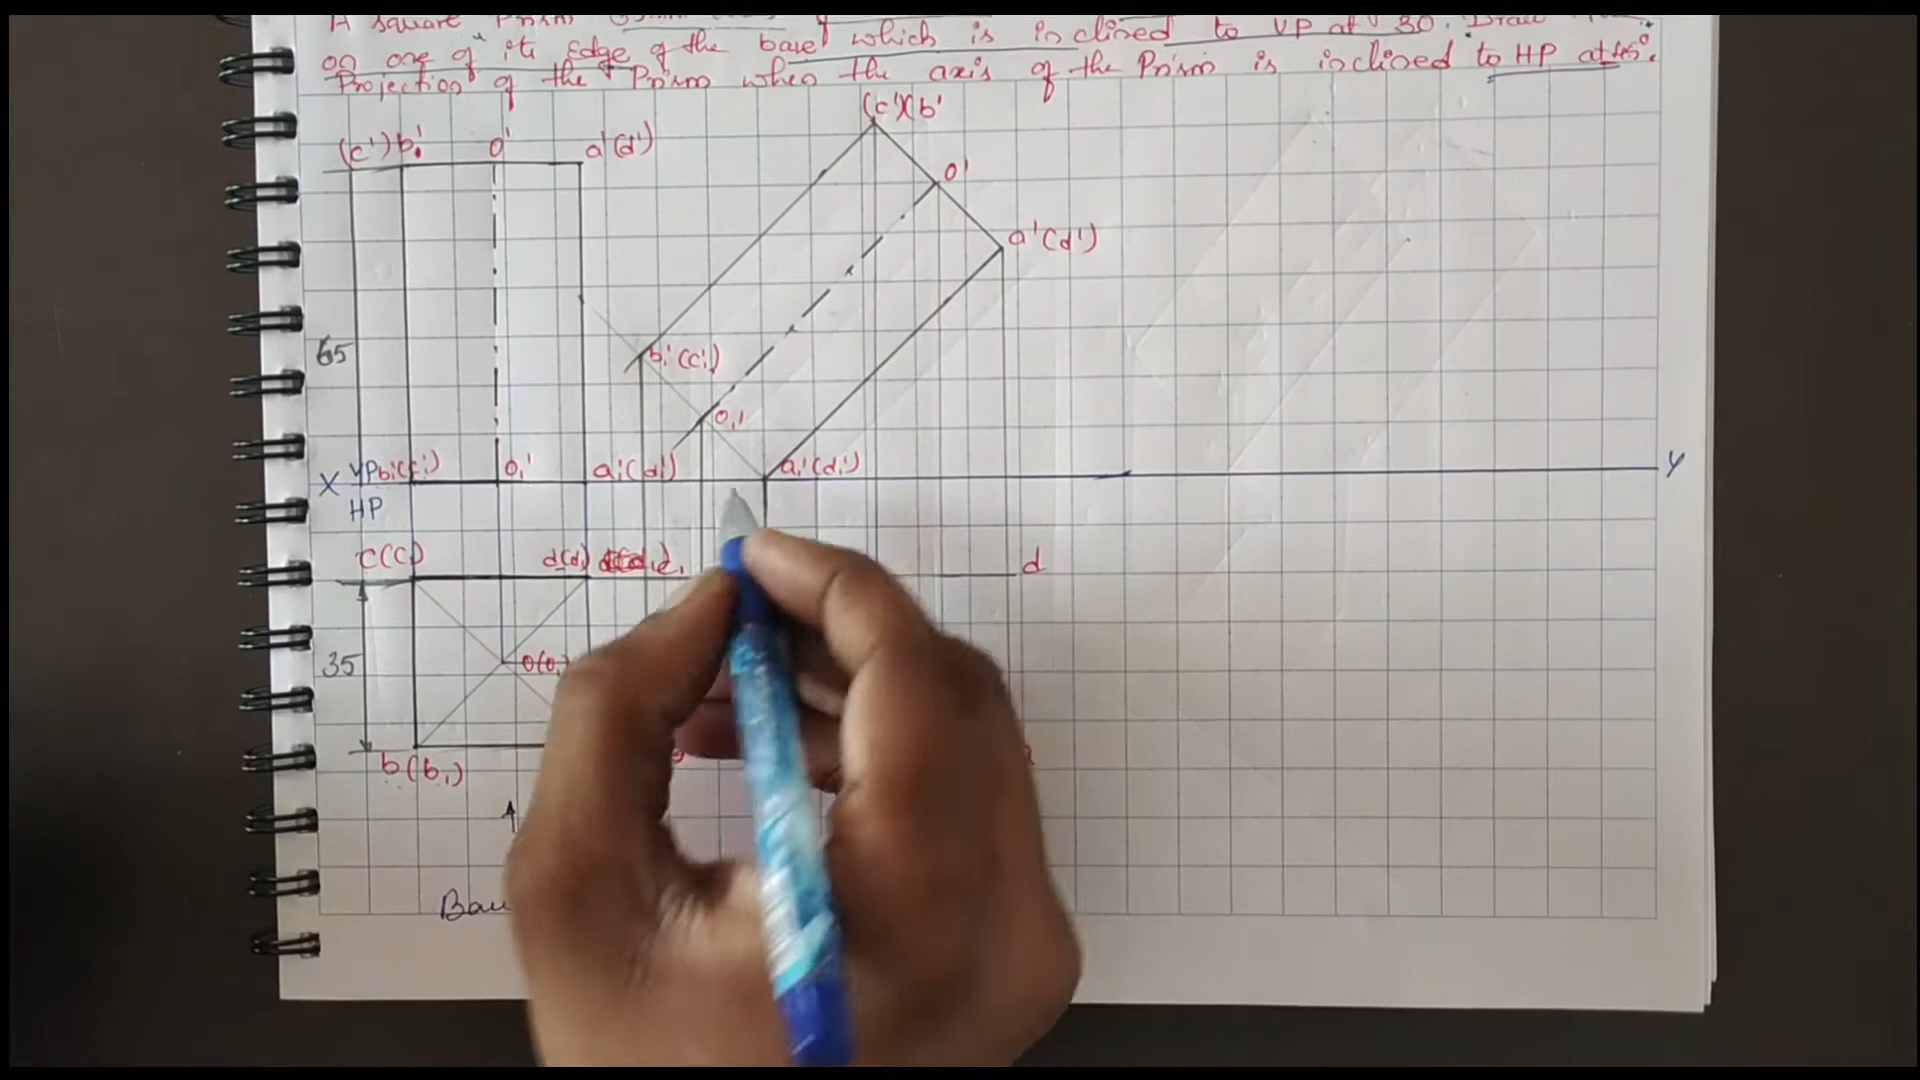 A square Prism
on one of its Edge of the base which is inclined to VP at 30. Draw
Projection of the Prism when the axis of the Prism is inclined to HP at 45°.
(c')(b'
(c')b' o' a'(d')
o'
a'(d')
65
b₁'(c₁')
o₁'
X VP b₁'(c₁') o₁' a₁'(d₁') a₁'(d₁') Y
HP
c(c₁) d(d₁) d₁ d
35 o(o₁)
b(b₁)